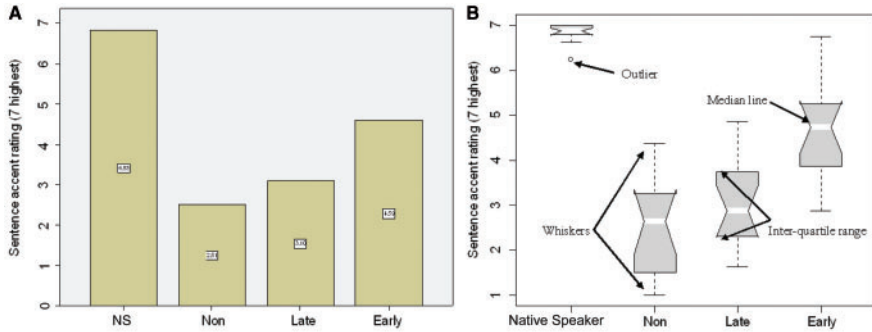 A
Sentence accent rating (7 highest)
7
6
5
4
3
2
1
0
NS
Non
Late
Early
B
Sentence accent rating (7 highest)
7
6
5
4
3
2
1
Outlier
Median line
Whiskers
Inter-quartile range
Native Speaker
Non
Late
Early